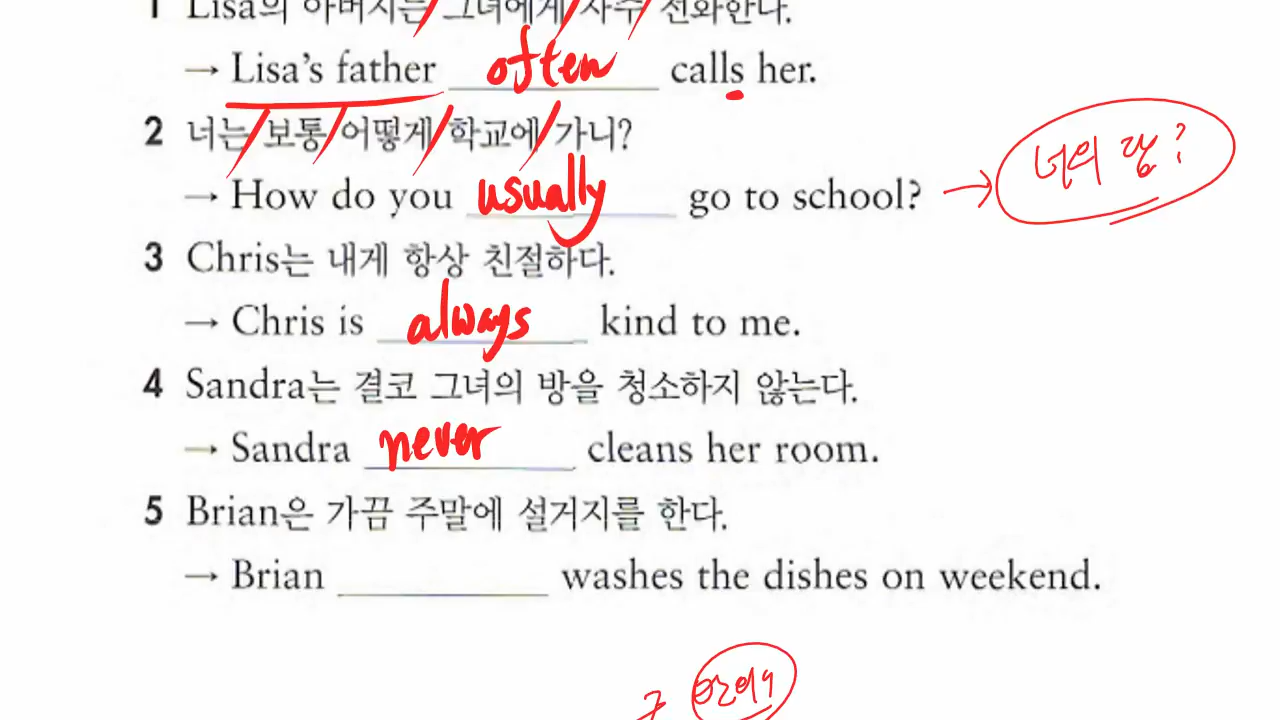 1 Lisa의 아버지는 / 그녀에게 / 자주 / 전화한다.
→ Lisa's father often calls her.
2 너는 / 보통 / 어떻게 / 학교에 / 가니?
→ How do you usually go to school? → 너의
3 Chris는 내게 항상 친절하다.
→ Chris is always kind to me.
4 Sandra는 결코 그녀의 방을 청소하지 않는다.
→ Sandra never cleans her room.
5 Brian은 가끔 주말에 설거지를 한다.
→ Brian washes the dishes on weekend.